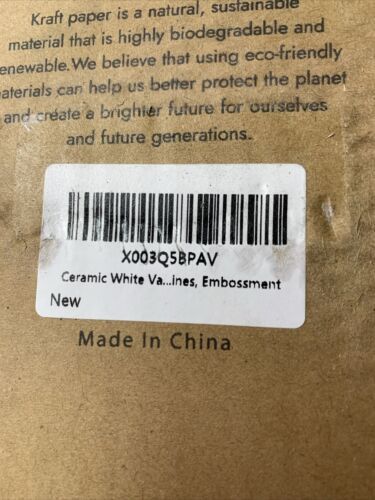 Kraft paper is a natural, sustainable
material that is highly biodegradable and
renewable.We believe that using eco-friendly
materials can help us better protect the planet
and create a brighter future for ourselves
and future generations.
X003Q5BPAV
Ceramic White Va...ines, Embossment
New
Made In China